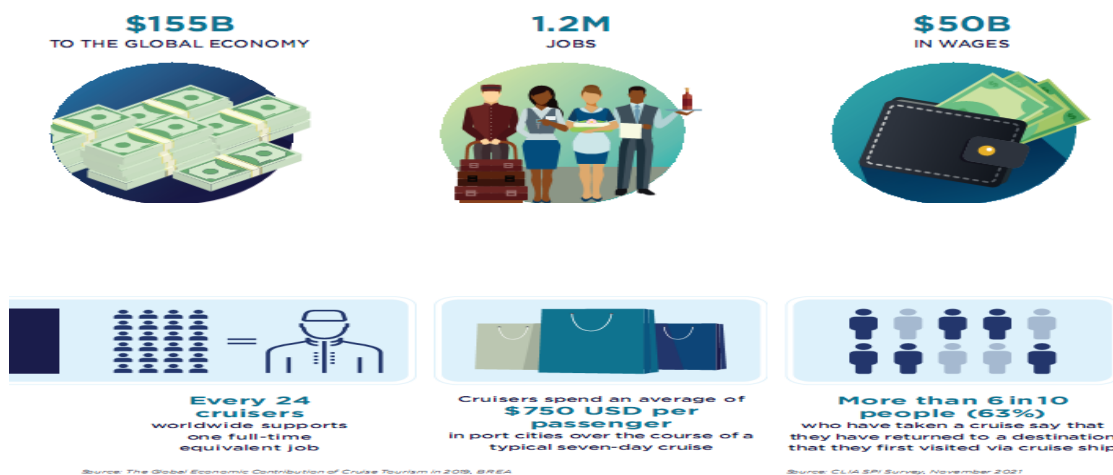 $155B
TO THE GLOBAL ECONOMY
1.2M
JOBS
$50B
IN WAGES
Every 24
cruisers
worldwide supports
one full-time
equivalent job
Cruisers spend an average of
$750 USD per
passenger
in port cities over the course of a
typical seven-day cruise
More than 6 in 10
people (63%)
who have taken a cruise say that
they have returned to a destination
that they first visited via cruise ship
Source: The Global Economic Contribution of Cruise Tourism in 2019, BREA
Source: CLIA SPI Survey, November 2021